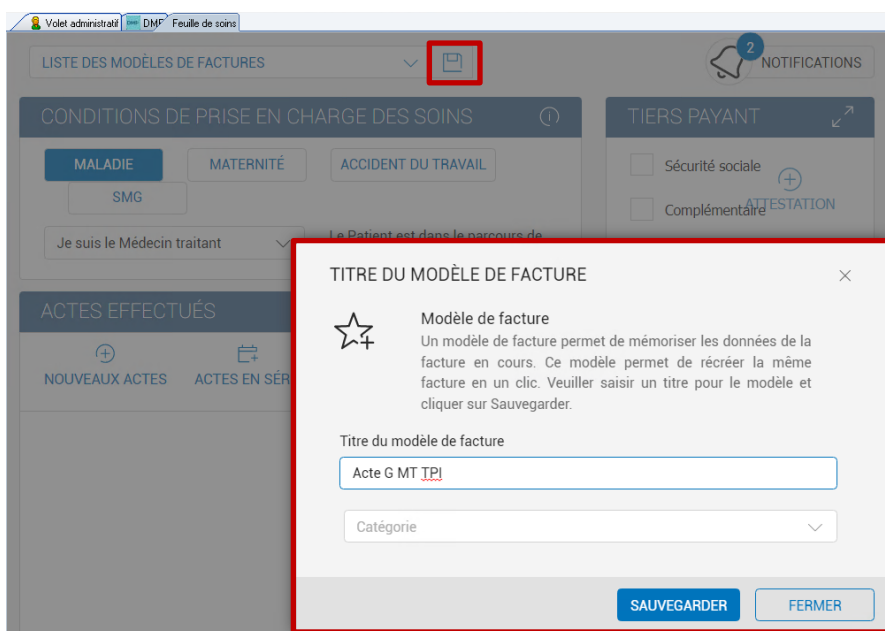 Volet administratif DMP Feuille de soins
LISTE DES MODÈLES DE FACTURES
2
NOTIFICATIONS
CONDITIONS DE PRISE EN CHARGE DES SOINS
TIERS PAYANT
MALADIE MATERNITÉ ACCIDENT DU TRAVAIL
SMG
Sécurité sociale
Complémentaire
ATTESTATION
Je suis le Médecin traitant
Le Patient est dans le parcours de
ACTES EFFECTUÉS
NOUVEAUX ACTES ACTES EN SÉR
TITRE DU MODÈLE DE FACTURE
Modèle de facture
Un modèle de facture permet de mémoriser les données de la
facture en cours. Ce modèle permet de récréer la même
facture en un clic. Veuiller saisir un titre pour le modèle et
cliquer sur Sauvegarder.
Titre du modèle de facture
Acte G MT TPI
Catégorie
SAUVEGARDER FERMER